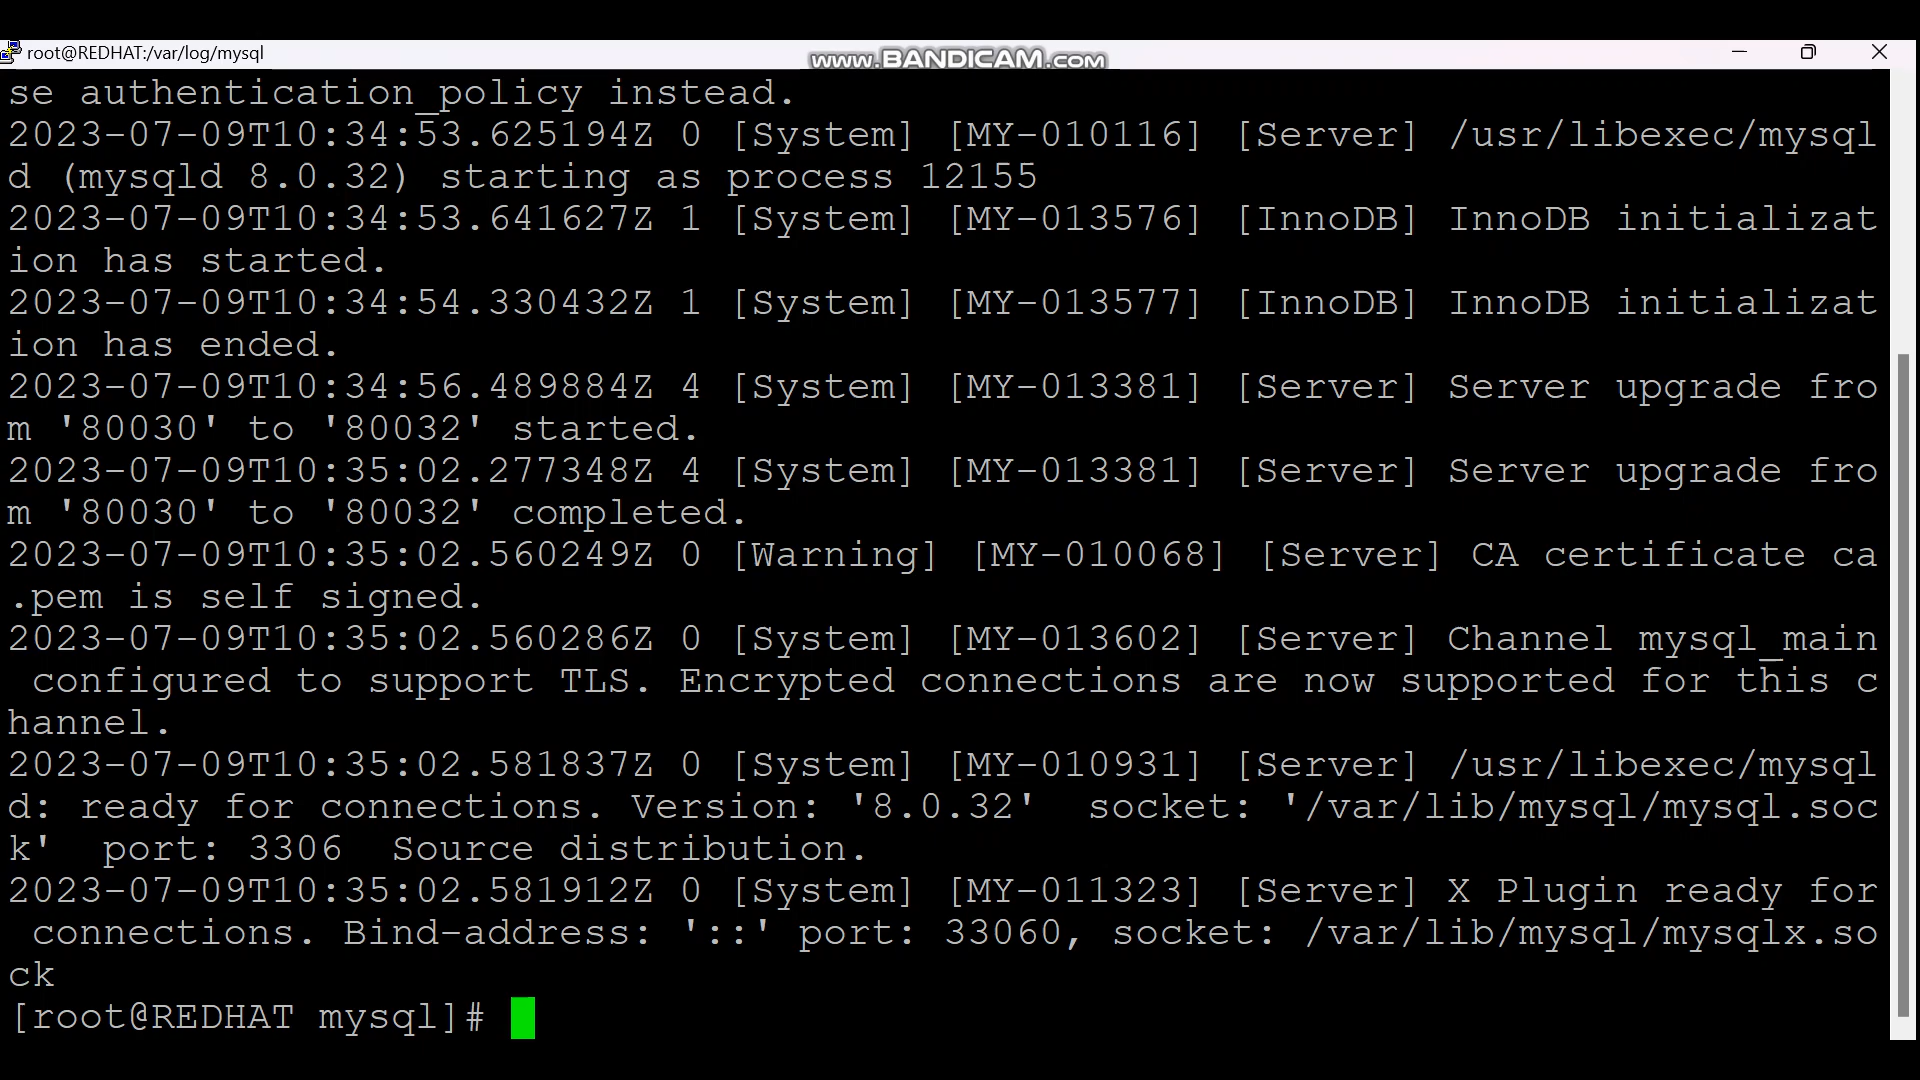 root@REDHAT:/var/log/mysql
www.BANDICAM.com
se authentication_policy instead.
2023-07-09T10:34:53.625194Z 0 [System] [MY-010116] [Server] /usr/libexec/mysql
d (mysqld 8.0.32) starting as process 12155
2023-07-09T10:34:53.641627Z 1 [System] [MY-013576] [InnoDB] InnoDB initializat
ion has started.
2023-07-09T10:34:54.330432Z 1 [System] [MY-013577] [InnoDB] InnoDB initializat
ion has ended.
2023-07-09T10:34:56.489884Z 4 [System] [MY-013381] [Server] Server upgrade fro
m '80030' to '80032' started.
2023-07-09T10:35:02.277348Z 4 [System] [MY-013381] [Server] Server upgrade fro
m '80030' to '80032' completed.
2023-07-09T10:35:02.560249Z 0 [Warning] [MY-010068] [Server] CA certificate ca
.pem is self signed.
2023-07-09T10:35:02.560286Z 0 [System] [MY-013602] [Server] Channel mysql_main
 configured to support TLS. Encrypted connections are now supported for this c
hannel.
2023-07-09T10:35:02.581837Z 0 [System] [MY-010931] [Server] /usr/libexec/mysql
d: ready for connections. Version: '8.0.32'  socket: '/var/lib/mysql/mysql.soc
k'  port: 3306  Source distribution.
2023-07-09T10:35:02.581912Z 0 [System] [MY-011323] [Server] X Plugin ready for
 connections. Bind-address: '::' port: 33060, socket: /var/lib/mysql/mysqlx.so
ck
[root@REDHAT mysql]#